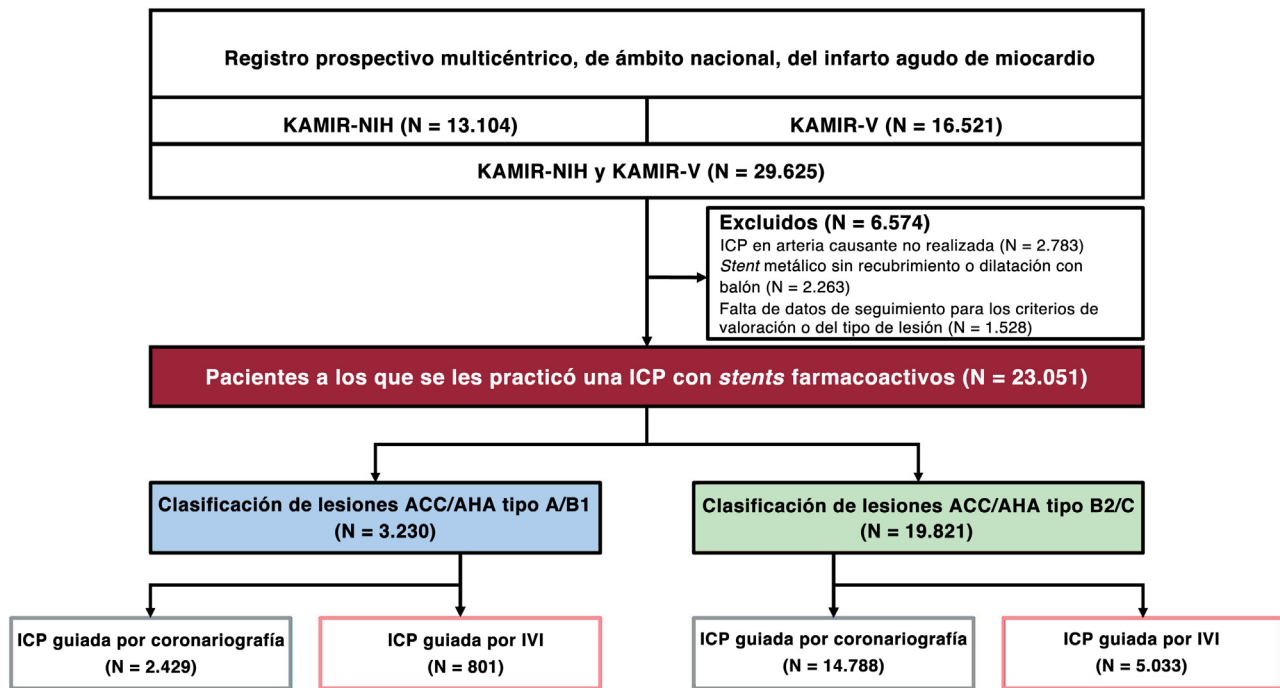 Registro prospectivo multicéntrico, de ámbito nacional, del infarto agudo de miocardio
KAMIR-NIH (N = 13.104)
KAMIR-V (N = 16.521)
KAMIR-NIH y KAMIR-V (N = 29.625)
Excluidos (N = 6.574)
ICP en arteria causante no realizada (N = 2.783)
Stent metálico sin recubrimiento o dilatación con
balón (N = 2.263)
Falta de datos de seguimiento para los criterios de
valoración o del tipo de lesión (N = 1.528)
Pacientes a los que se les practicó una ICP con stents farmacoactivos (N = 23.051)
Clasificación de lesiones ACC/AHA tipo A/B1
(N = 3.230)
Clasificación de lesiones ACC/AHA tipo B2/C
(N = 19.821)
ICP guiada por coronariografía
(N = 2.429)
ICP guiada por IVI
(N = 801)
ICP guiada por coronariografía
(N = 14.788)
ICP guiada por IVI
(N = 5.033)